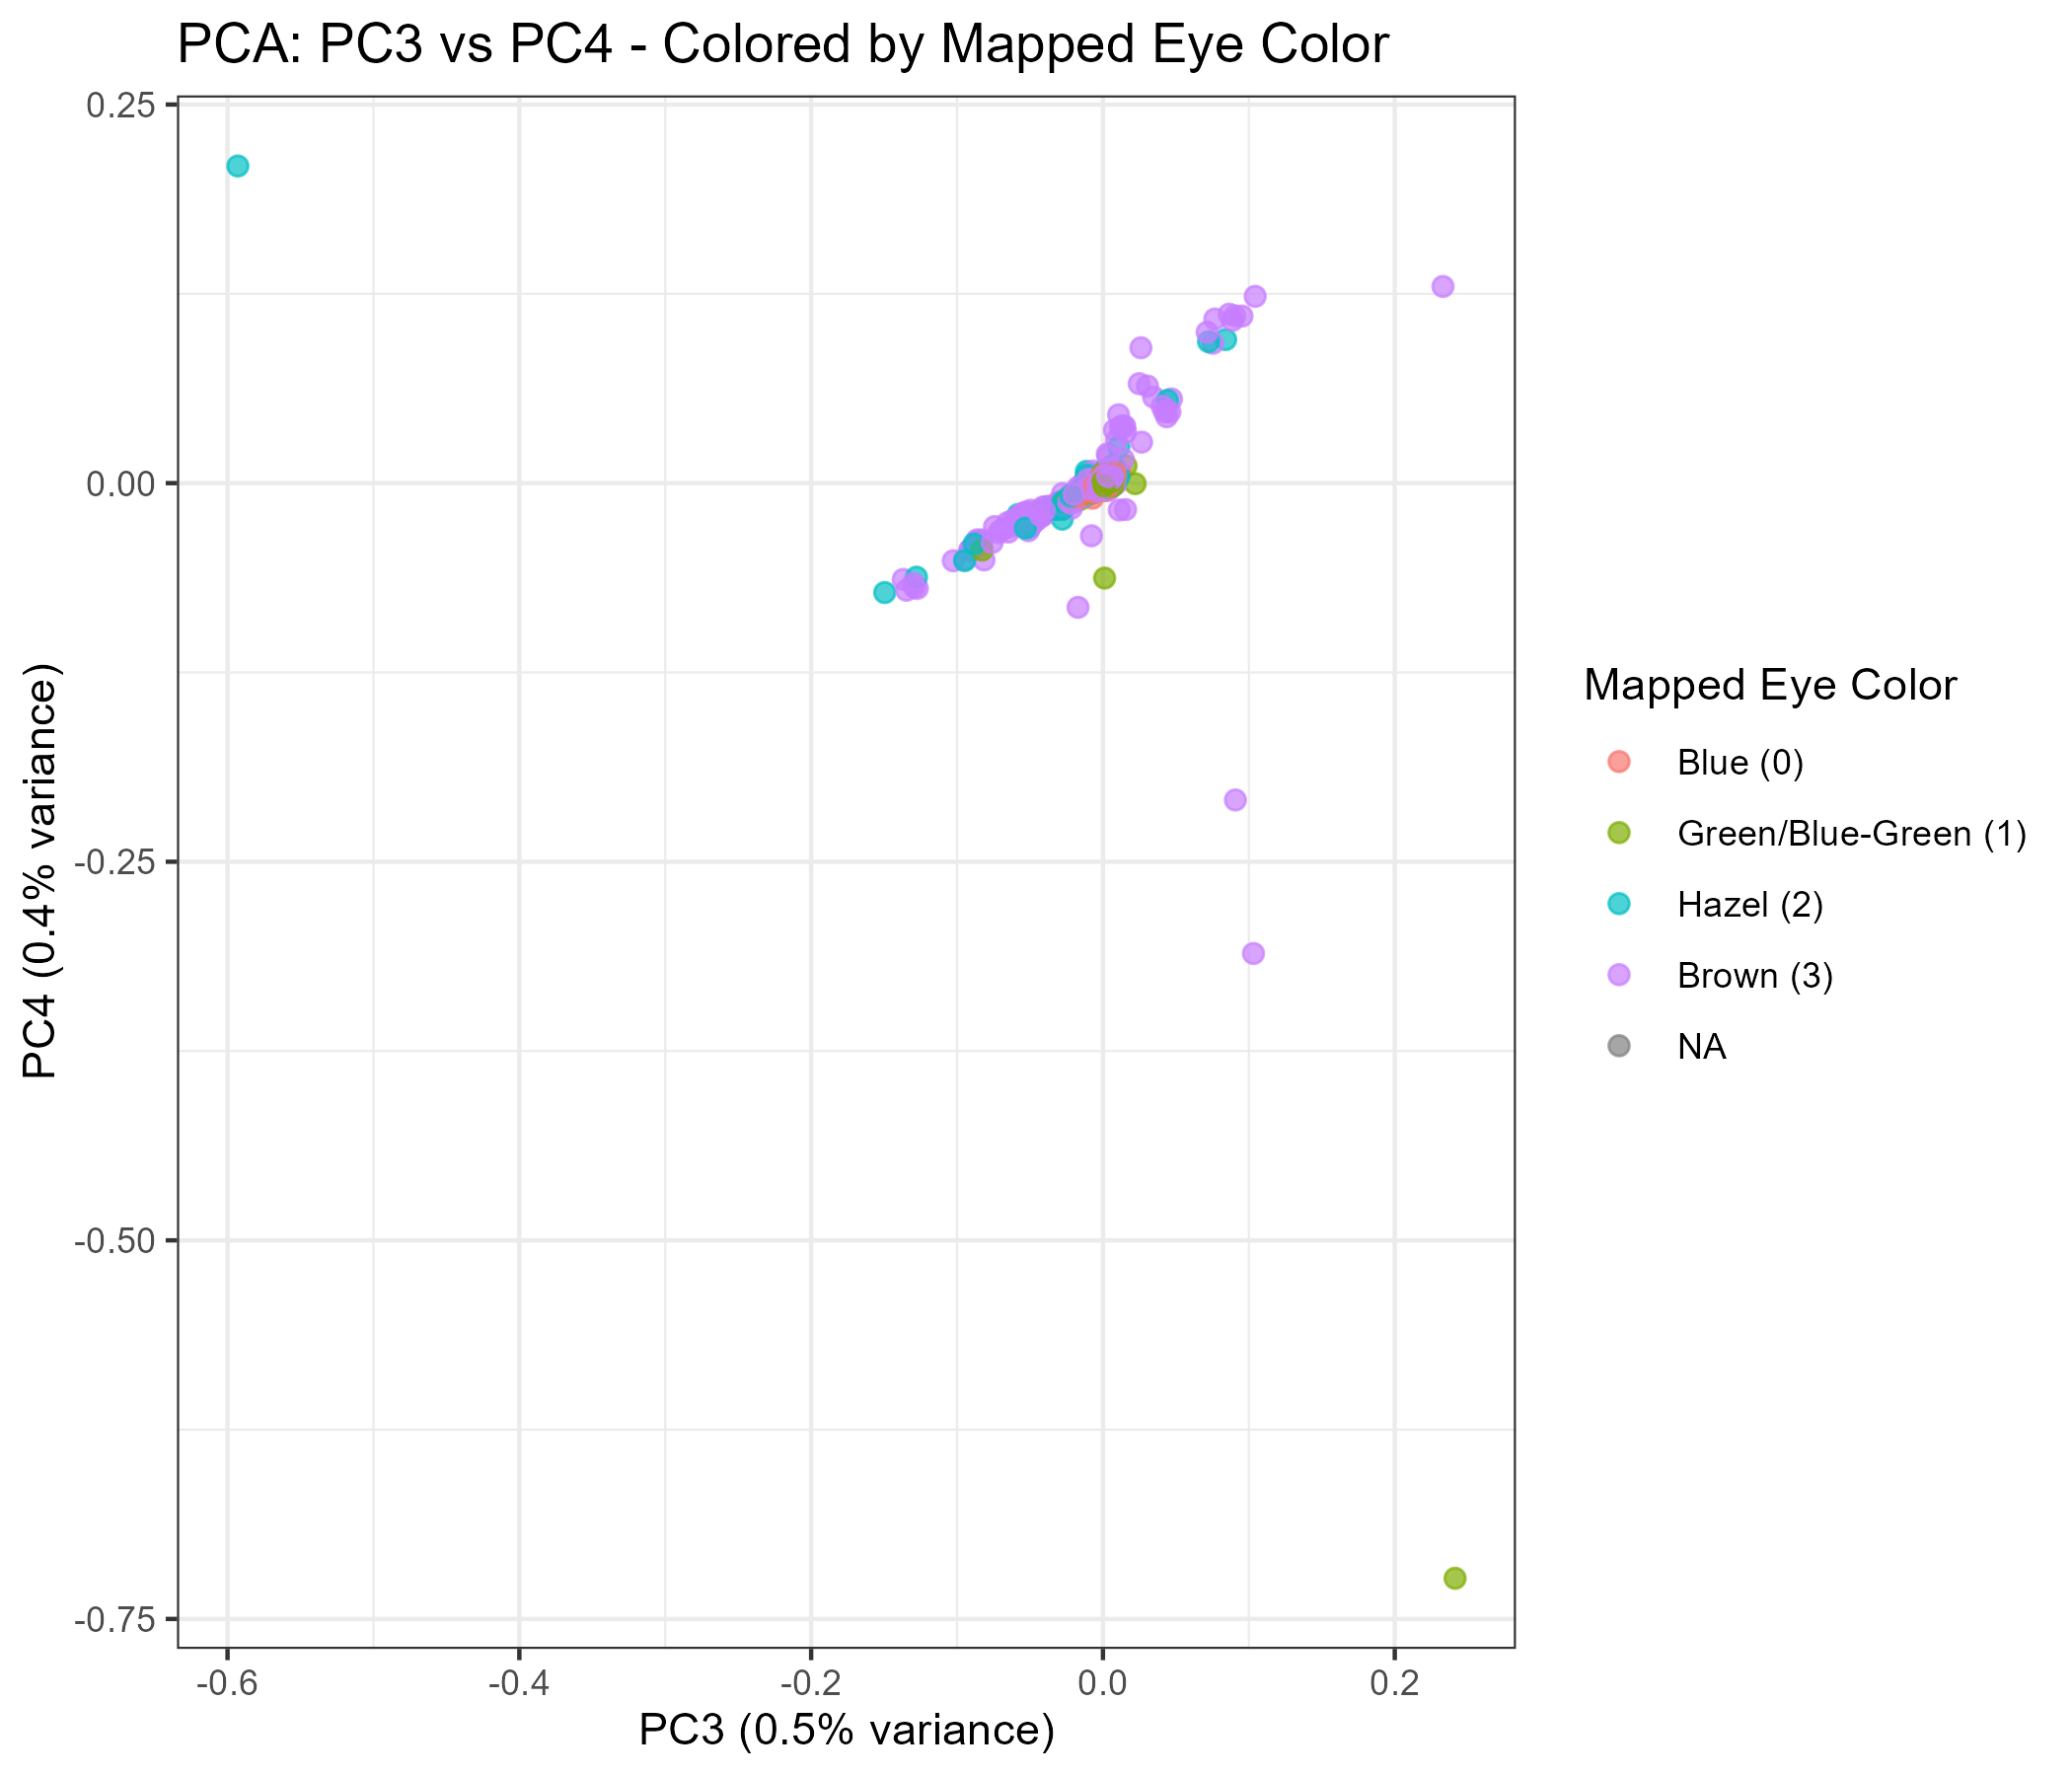 PCA: PC3 vs PC4 - Colored by Mapped Eye Color
0.25
0.00
-0.25
-0.50
-0.75
PC4 (0.4% variance)
-0.6
-0.4
-0.2
0.0
0.2
PC3 (0.5% variance)
Mapped Eye Color
Blue (0)
Green/Blue-Green (1)
Hazel (2)
Brown (3)
NA